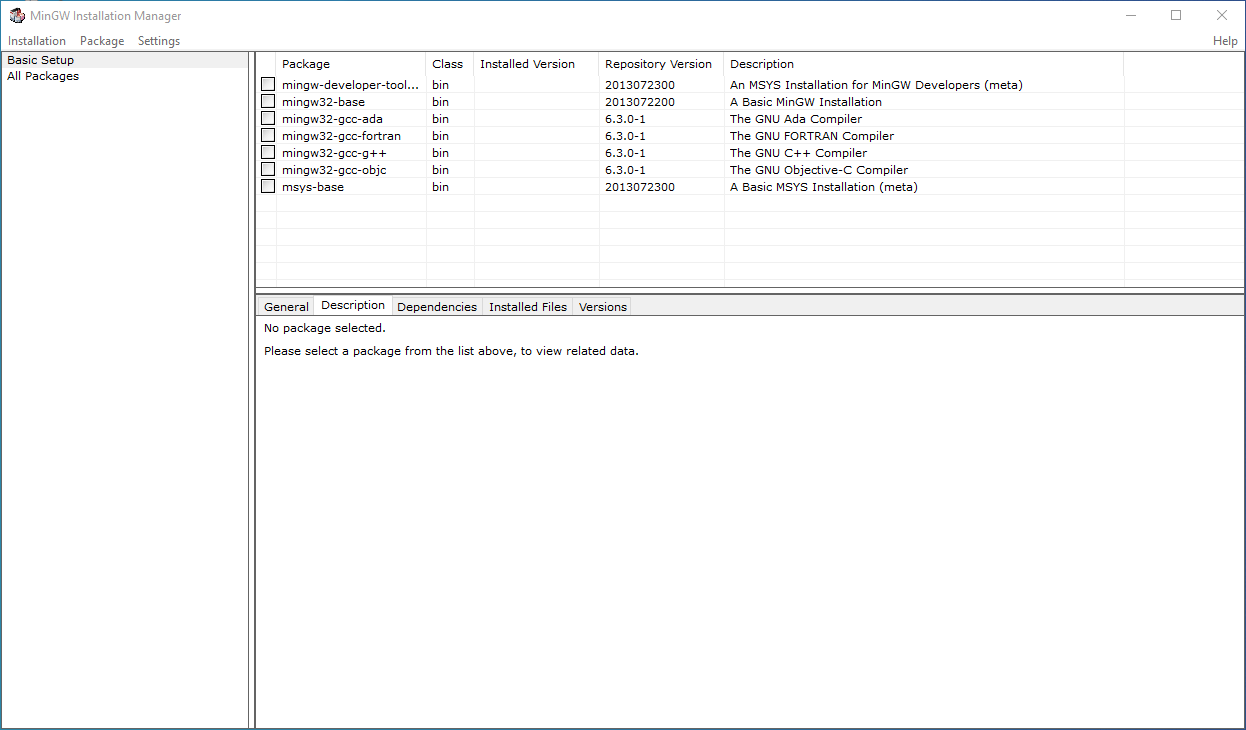 MinGW Installation Manager
Installation Package Settings Help
Basic Setup
All Packages
Package Class Installed Version Repository Version Description
mingw-developer-tool... bin 2013072300 An MSYS Installation for MinGW Developers (meta)
mingw32-base bin 2013072200 A Basic MinGW Installation
mingw32-gcc-ada bin 6.3.0-1 The GNU Ada Compiler
mingw32-gcc-fortran bin 6.3.0-1 The GNU FORTRAN Compiler
mingw32-gcc-g++ bin 6.3.0-1 The GNU C++ Compiler
mingw32-gcc-objc bin 6.3.0-1 The GNU Objective-C Compiler
msys-base bin 2013072300 A Basic MSYS Installation (meta)
General Description Dependencies Installed Files Versions
No package selected.
Please select a package from the list above, to view related data.